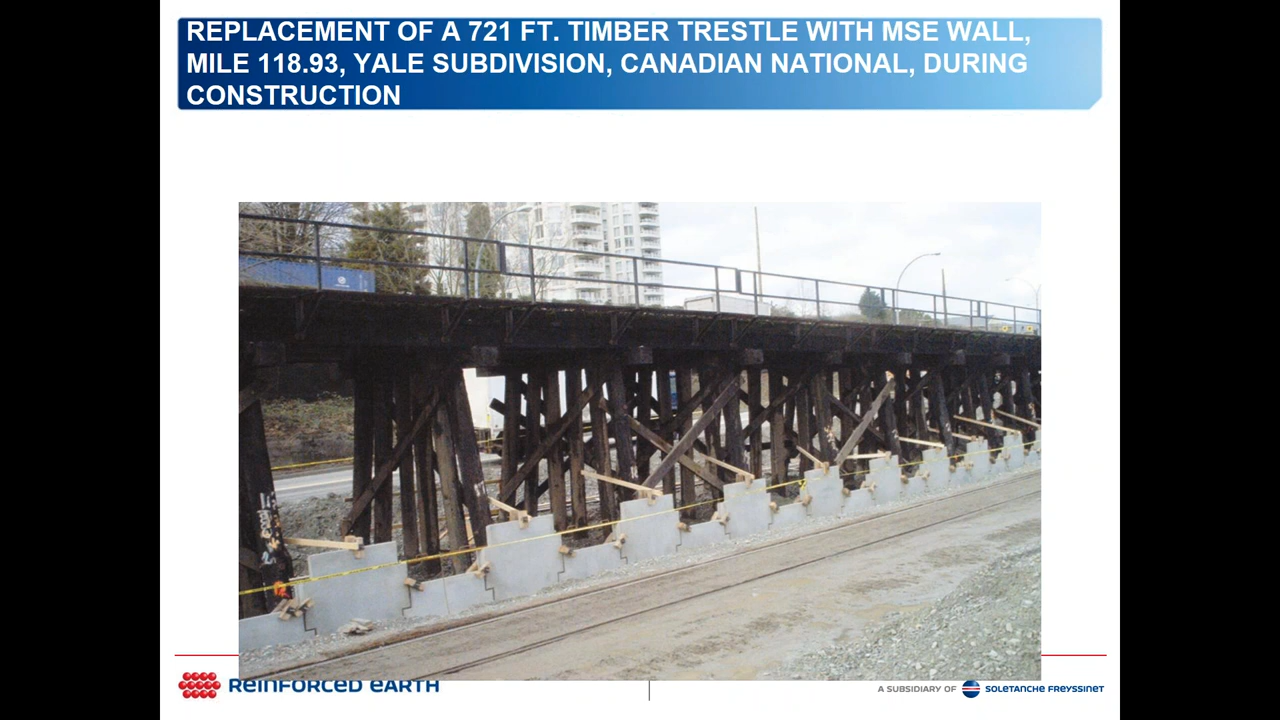 REPLACEMENT OF A 721 FT. TIMBER TRESTLE WITH MSE WALL,
MILE 118.93, YALE SUBDIVISION, CANADIAN NATIONAL, DURING
CONSTRUCTION
REINFORCED EARTH
A SUBSIDIARY OF SOLETANCHE FREYSSINET